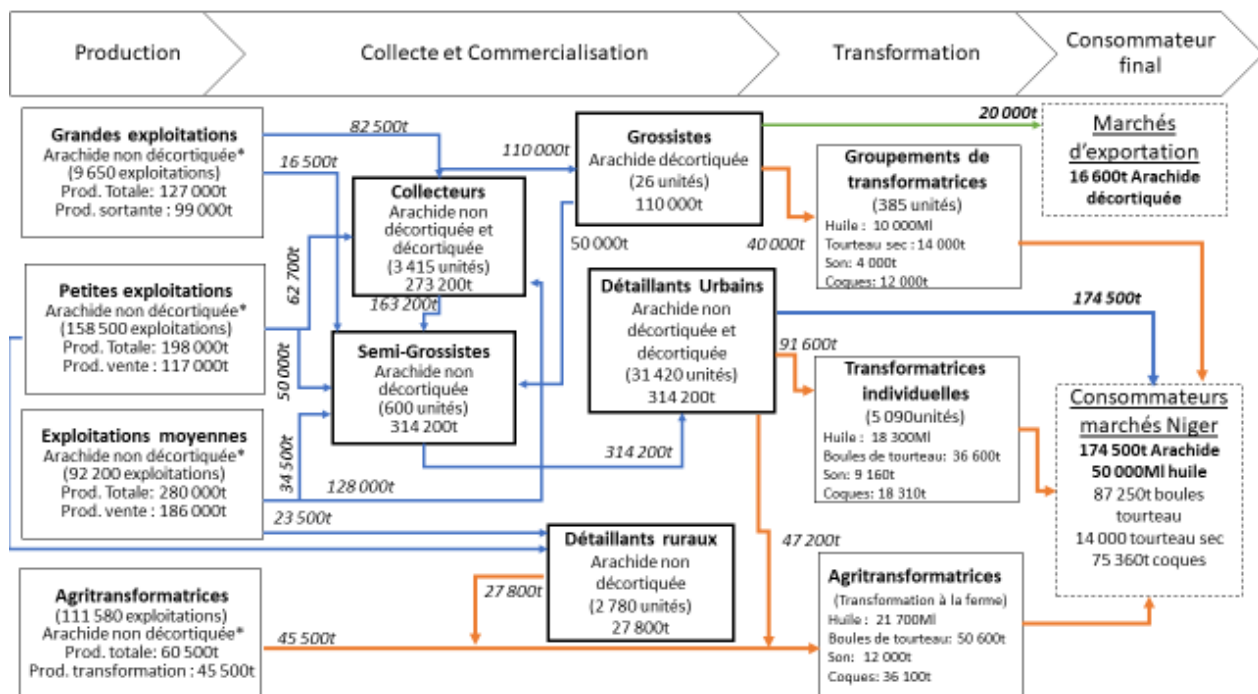 Production
Collecte et Commercialisation
Transformation
Consommateur
final
Grandes exploitations
Arachide non décortiquée*
(9 650 exploitations)
Prod. Totale: 127 000t
Prod. sortante : 99 000t
82 500t
16 500t
62 700t
Petites exploitations
Arachide non décortiquée*
(158 500 exploitations)
Prod. Totale: 198 000t
Prod. vente : 117 000t
50 000t
Exploitations moyennes
Arachide non décortiquée*
(92 200 exploitations)
Prod. Totale: 280 000t
Prod. vente : 186 000t
34 500t
128 000t
23 500t
Agritransformatrices
(111 580 exploitations)
Arachide non décortiquée*
Prod. totale: 60 500t
Prod. transformation : 45 500t
45 500t
27 800t
Collecteurs
Arachide non
décortiquée et
décortiquée
(3 415 unités)
273 200t
163 200t
Semi-Grossistes
Arachide non
décortiquée
(600 unités)
314 200t
110 000t
50 000t
314 200t
Grossistes
Arachide décortiquée
(26 unités)
110 000t
40 000t
Détaillants Urbains
Arachide non
décortiquée et
décortiquée
(31 420 unités)
314 200t
91 600t
Détaillants ruraux
Arachide non
décortiquée
(2 780 unités)
27 800t
47 200t
20 000t
Groupements de
transformatrices
(385 unités)
Huile : 10 000Ml
Tourteau sec : 14 000t
Son: 4 000t
Coques: 12 000t
174 500t
Transformatrices
individuelles
(5 090unités)
Huile : 18 300Ml
Boules de tourteau: 36 600t
Son: 9 160t
Coques: 18 310t
Agritransformatrices
(Transformation à la ferme)
Huile : 21 700Ml
Boules de tourteau: 50 600t
Son: 12 000t
Coques: 36 100t
Marchés
d'exportation
16 600t Arachide
décortiquée
Consommateurs
marchés Niger
174 500t Arachide
50 000Ml huile
87 250t boules
tourteau
14 000 tourteau sec
75 360t coques